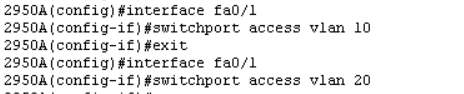 2950A(config)#interface fa0/1
2950A(config-if)#switchport access vlan 10
2950A(config-if)#exit
2950A(config)#interface fa0/1
2950A(config-if)#switchport access vlan 20